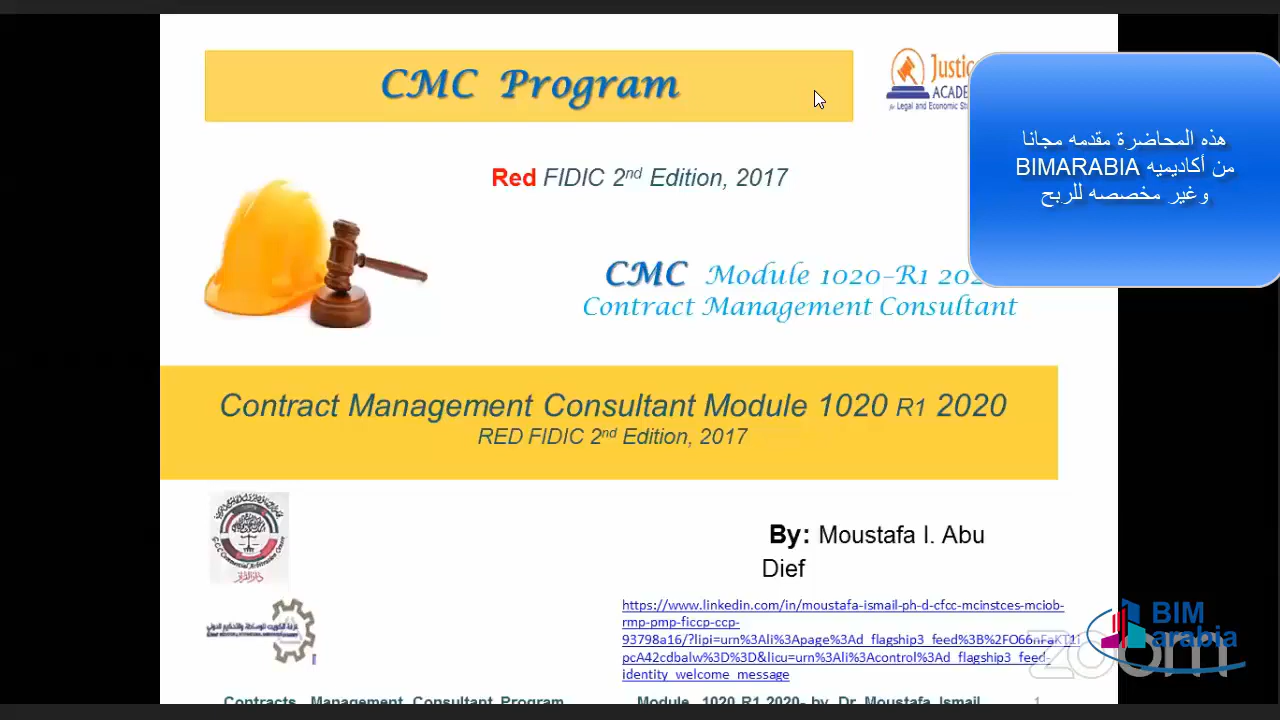 CMC Program
Justic
ACADE
for Legal and Economic St
هذه المحاضرة مقدمه مجانا
من أكاديميه BIMARABIA
وغير مخصصه للربح
Red FIDIC 2nd Edition, 2017
CMC Module 1020-R1 202
Contract Management Consultant
Contract Management Consultant Module 1020 R1 2020
RED FIDIC 2nd Edition, 2017
By: Moustafa I. Abu
Dief
https://www.linkedin.com/in/moustafa-ismail-ph-d-cfcc-mcinstces-mciob-
rmp-pmp-ficcp-ccp-
93798a16/?lipi=urn%3Ali%3Apage%3Ad_flagship3_feed%3B%2FO66nFaKT1i
pcA42cdbalw%3D%3D&licu=urn%3Ali%3Acontrol%3Ad_flagship3_feed-
identity_welcome_message
BIM
arabia
zoom
Contracts Management Consultant Program
Module 1020 R1 2020- by Dr Moustafa Ismail
1